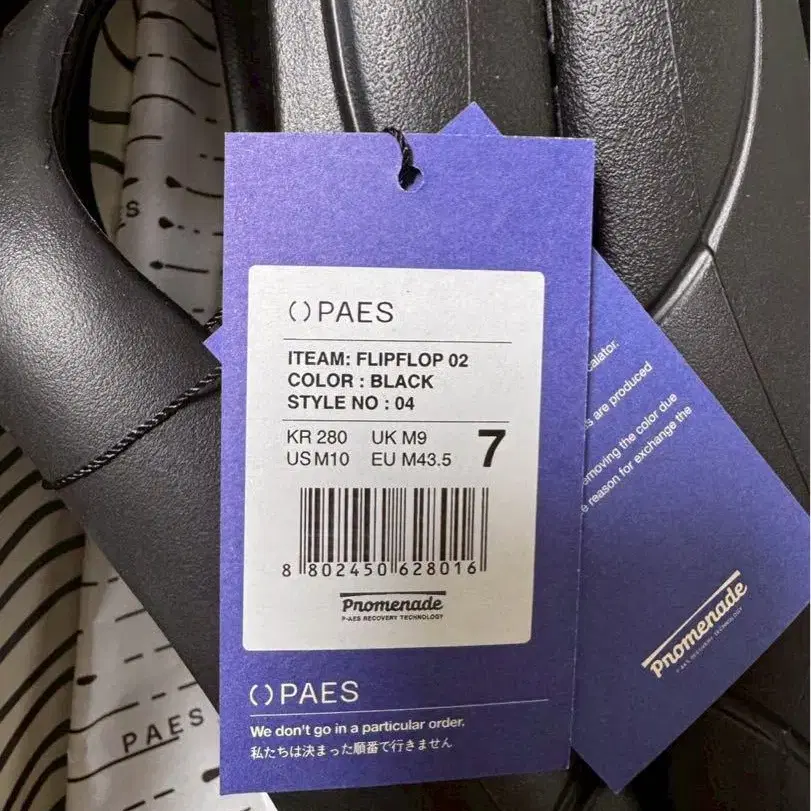 ()PAES
ITEAM: FLIPFLOP 02
COLOR : BLACK
STYLE NO : 04
KR 280 UK M9
US M10 EU M43.5
7
8 802450 628016
Promenade
P-AES RECOVERY TECHNOLOGY
()PAES
We don't go in a particular order.
私たちは決まった順番で行きません
are produced
the color due
reason for exchange the
Promenade
P-AES RECOVERY TECHNOLOGY
PAES